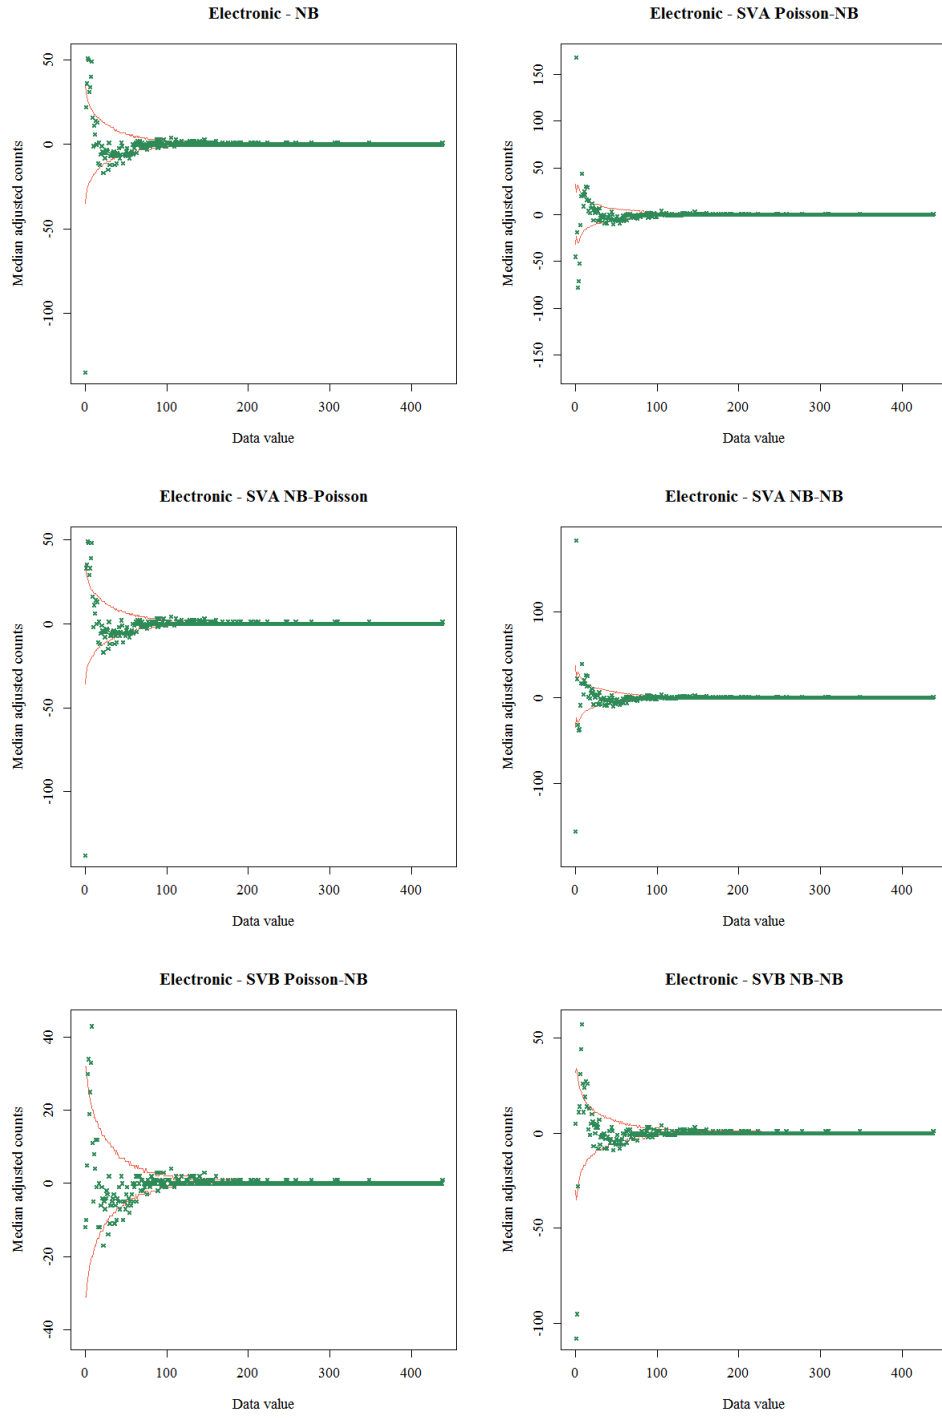 Electronic - NB
50
0
-50
-100
Median adjusted counts
0 100 200 300 400
Data value
Electronic - SVA Poisson-NB
150
100
50
0
-50
-100
-150
Median adjusted counts
0 100 200 300 400
Data value
Electronic - SVA NB-Poisson
50
0
-50
-100
Median adjusted counts
0 100 200 300 400
Data value
Electronic - SVA NB-NB
100
0
-100
Median adjusted counts
0 100 200 300 400
Data value
Electronic - SVB Poisson-NB
40
20
0
-20
-40
Median adjusted counts
0 100 200 300 400
Data value
Electronic - SVB NB-NB
50
0
-50
-100
Median adjusted counts
0 100 200 300 400
Data value